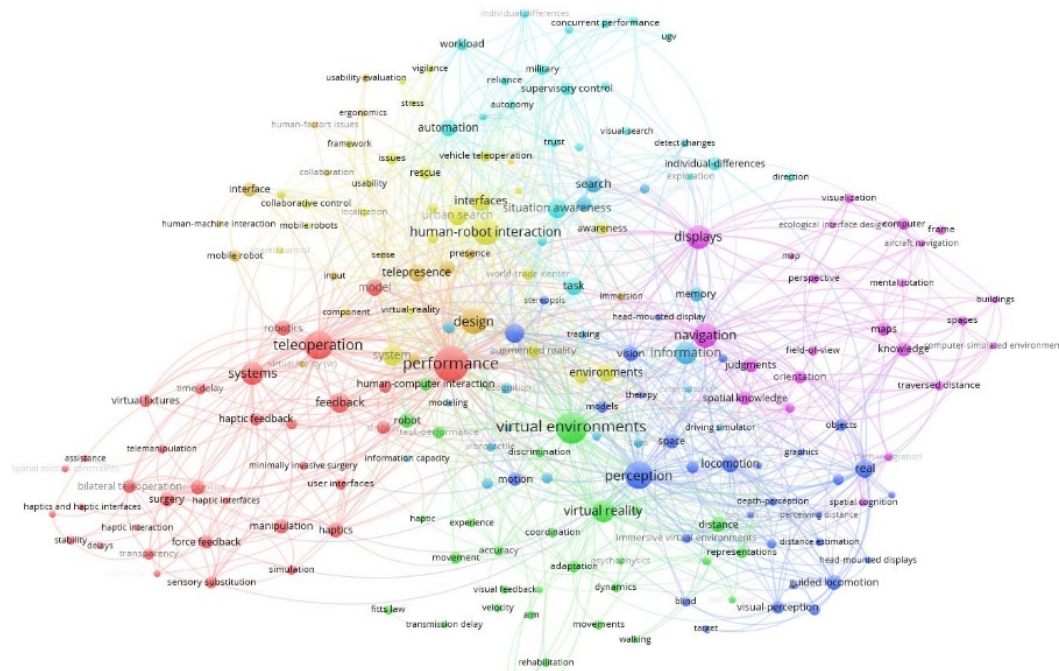 individual-differences
concurrent performance
ugv
workload
vigilance
military
usability evaluation
reliance
supervisory control
stress
ergonomics
autonomy
human-factors issues
automation
visual-search
trust
detect changes
framework
issues
vehicle teleoperation
individual-differences
collaboration
rescue
exploration
direction
interface
usability
search
collaborative control
interfaces
situation awareness
visualization
localization
urban search
human-machine interaction
mobile robots
human-robot interaction
awareness
displays
ecological interface design
computer
frame
aircraft navigation
shared control
presence
map
mobile robot
sense
input
telepresence
world-trade-center
task
perspective
mental rotation
model
component
virtual-reality
stereopsis
immersion
memory
buildings
robotics
design
tracking
head-mounted display
navigation
maps
spaces
teleoperation
system
augmented reality
vision
information
field-of-view
knowledge
computer-simulated environment
systems
performance
environments
judgments
orientation
traversed distance
time delay
human-computer interaction
therapy
spatial knowledge
virtual fixtures
feedback
modeling
models
haptic feedback
robot
virtual environments
driving simulator
objects
task-performance
space
telemanipulation
vibrotactile
discrimination
graphics
assistance
information capacity
spatial motion constraints
minimally invasive surgery
motion
perception
locomotion
real
bilateral teleoperation
user interfaces
depth-perception
spatial cognition
surgery
haptic interfaces
haptics and haptic interfaces
virtual reality
perceiving distance
haptic interaction
manipulation
haptics
haptic
experience
distance
stability
delays
force feedback
coordination
immersive virtual environments
distance estimation
transparency
accuracy
psychophysics
representations
head-mounted displays
movement
adaptation
simulation
sensory substitution
visual feedback
dynamics
guided locomotion
blind
visual-perception
fitts law
velocity
arm
transmission delay
movements
target
walking
rehabilitation